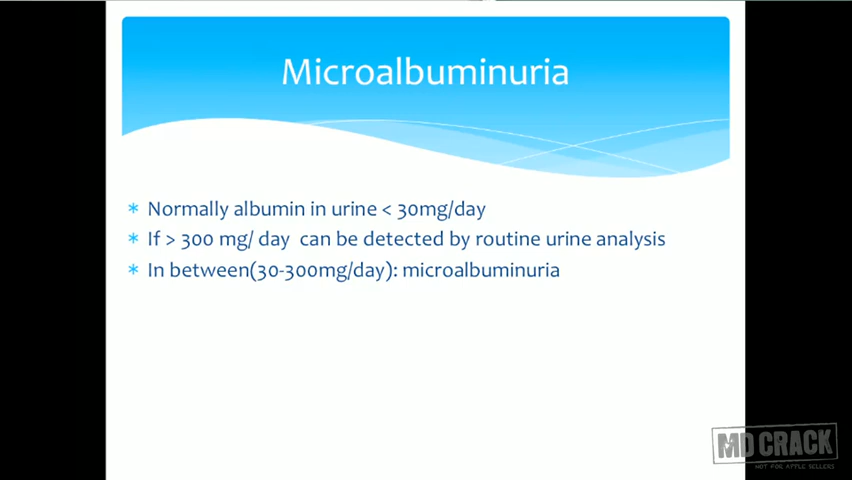 Microalbuminuria
* Normally albumin in urine < 30mg/day
* If > 300 mg/ day can be detected by routine urine analysis
* In between(30-300mg/day): microalbuminuria
MD CRACK
NOT FOR APPLE SELLERS